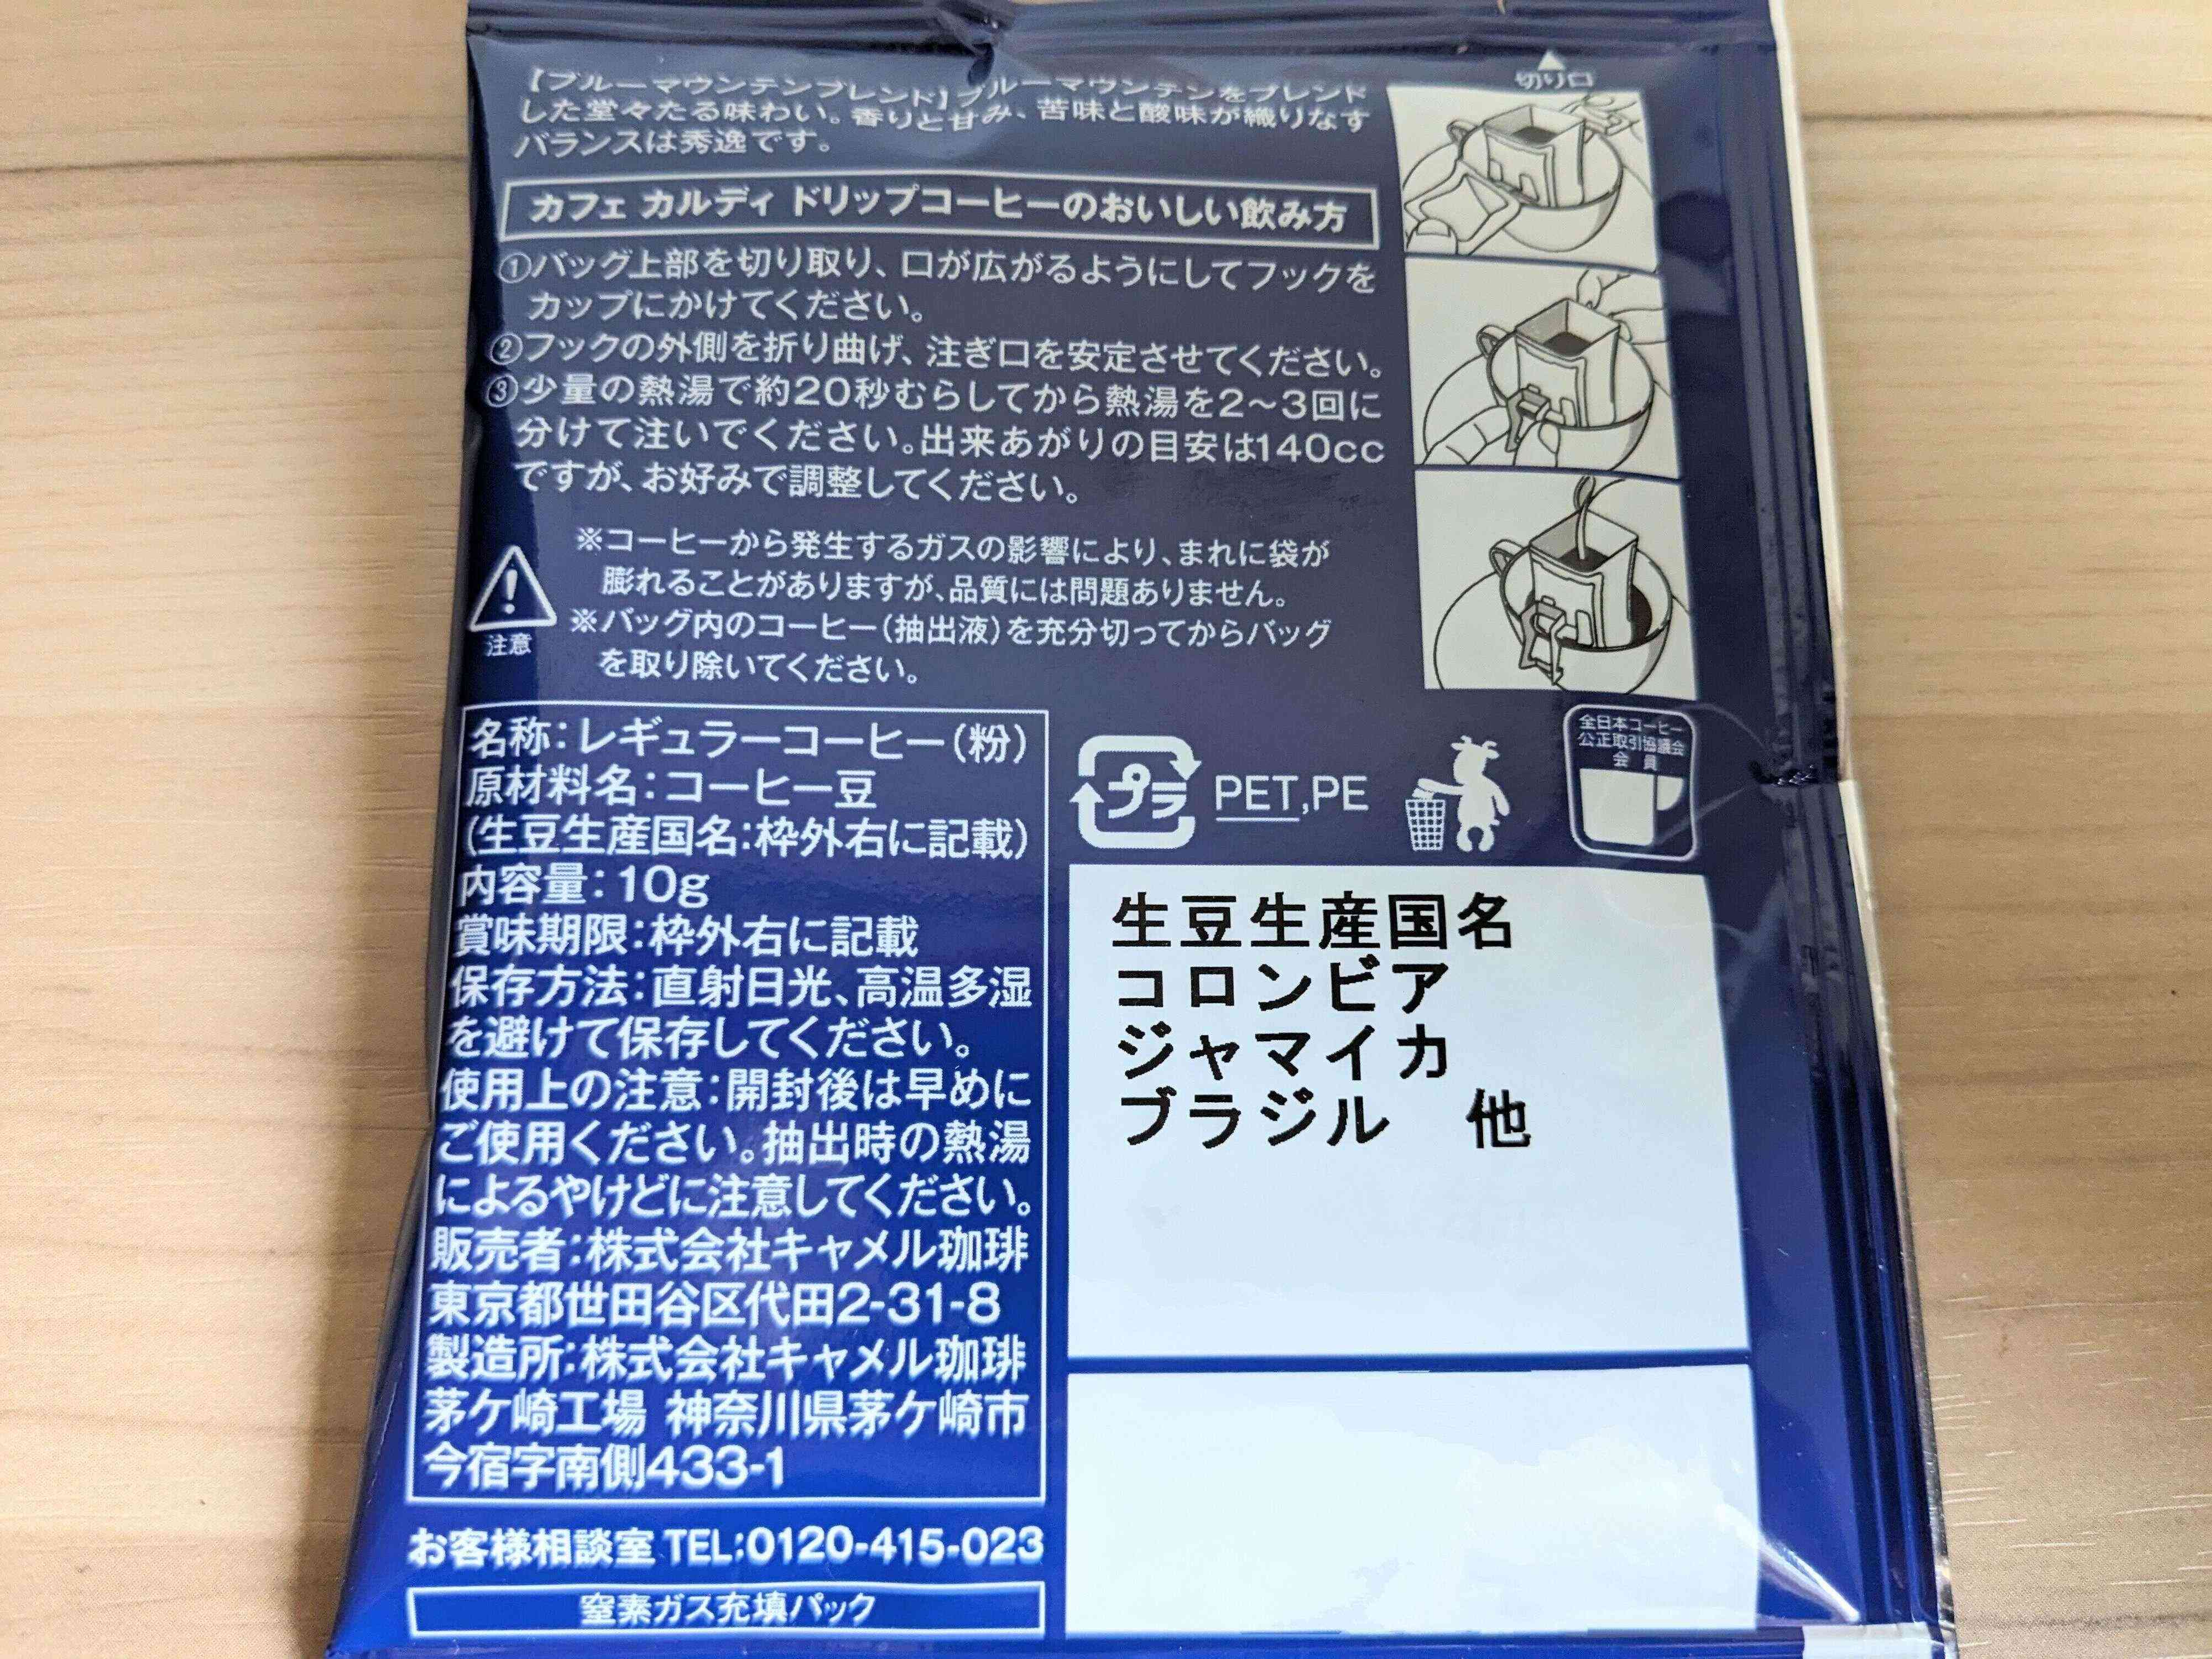 【ブルーマウンテンブレンド】ブルーマウンテンをブレンド
した堂々たる味わい。香りと甘み、苦味と酸味が織りなす
バランスは秀逸です。
切り口
カフェ カルディ ドリップコーヒーのおいしい飲み方
①バッグ上部を切り取り、口が広がるようにしてフックを
カップにかけてください。
②フックの外側を折り曲げ、注ぎ口を安定させてください。
③少量の熱湯で約20秒むらしてから熱湯を2~3回に
分けて注いでください。出来あがりの目安は140cc
ですが、お好みで調整してください。
注意
※コーヒーから発生するガスの影響により、まれに袋が
膨れることがありますが、品質には問題ありません。
※バッグ内のコーヒー(抽出液)を充分切ってからバッグ
を取り除いてください。
名称:レギュラーコーヒー(粉)
原材料名:コーヒー豆
(生豆生産国名:枠外右に記載)
内容量:10g
賞味期限:枠外右に記載
保存方法:直射日光、高温多湿
を避けて保存してください。
使用上の注意:開封後は早めに
ご使用ください。抽出時の熱湯
によるやけどに注意してください。
販売者:株式会社キャメル珈琲
東京都世田谷区代田2-31-8
製造所:株式会社キャメル珈琲
茅ケ崎工場 神奈川県茅ケ崎市
今宿字南側433-1
お客様相談室 TEL:0120-415-023
窒素ガス充填パック
プラ
PET,PE
全日本コーヒー
公正取引協議会
会員
生豆生産国名
コロンビア
ジャマイカ
ブラジル 他